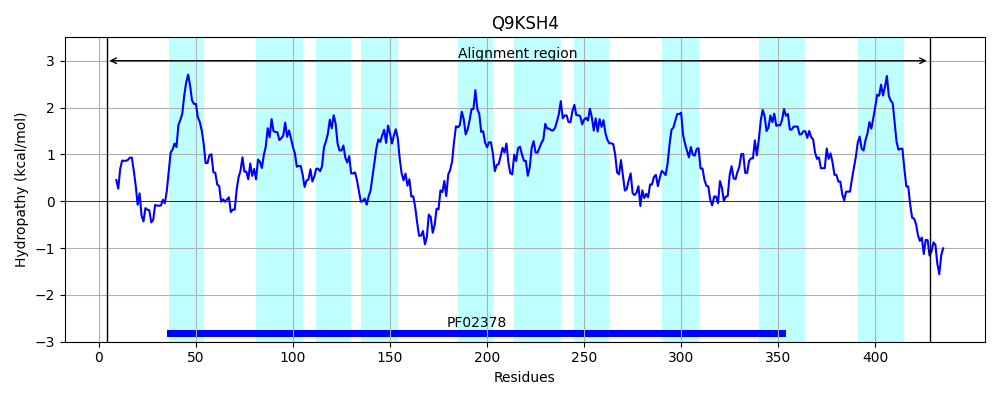 Q9KSH4
Alignment region
3
2
1
0
−1
−2
−3
Hydropathy (kcal/mol)
PF02378
0 50 100 150 200 250 300 350 400
Residues